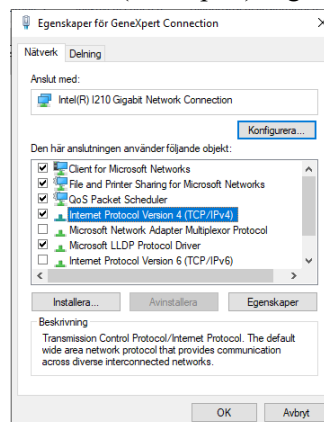 Egenskaper för GeneXpert Connection
Nätverk Delning
Anslut med:
Intel(R) I210 Gigabit Network Connection
Konfigurera...
Den här anslutningen använder följande objekt:
Client for Microsoft Networks
File and Printer Sharing for Microsoft Networks
QoS Packet Scheduler
Internet Protocol Version 4 (TCP/IPv4)
Microsoft Network Adapter Multiplexor Protocol
Microsoft LLDP Protocol Driver
Internet Protocol Version 6 (TCP/IPv6)
Installera... Avinstallera Egenskaper
Beskrivning
Transmission Control Protocol/Internet Protocol. The default
wide area network protocol that provides communication
across diverse interconnected networks.
OK Avbryt